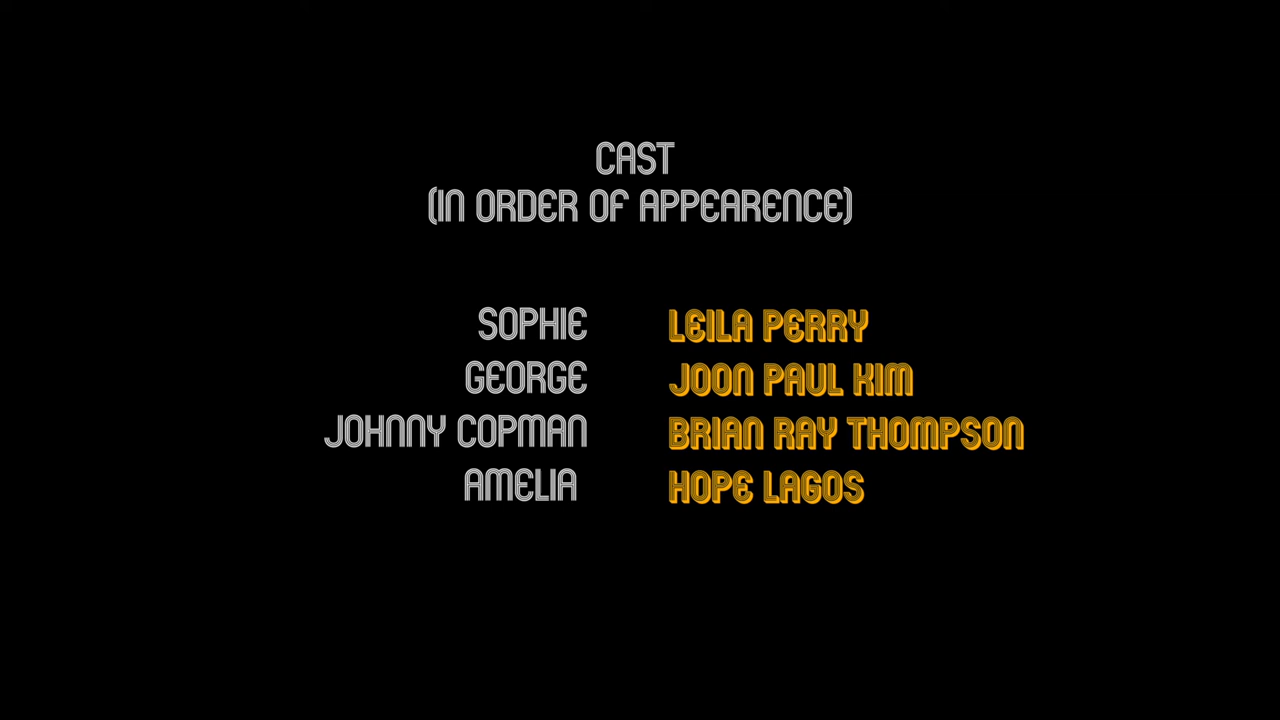 CAST
(IN ORDER OF APPEARENCE)
SOPHIE LEILA PERRY
GEORGE JOON PAUL KIM
JOHNNY COPMAN BRIAN RAY THOMPSON
AMELIA HOPE LAGOS